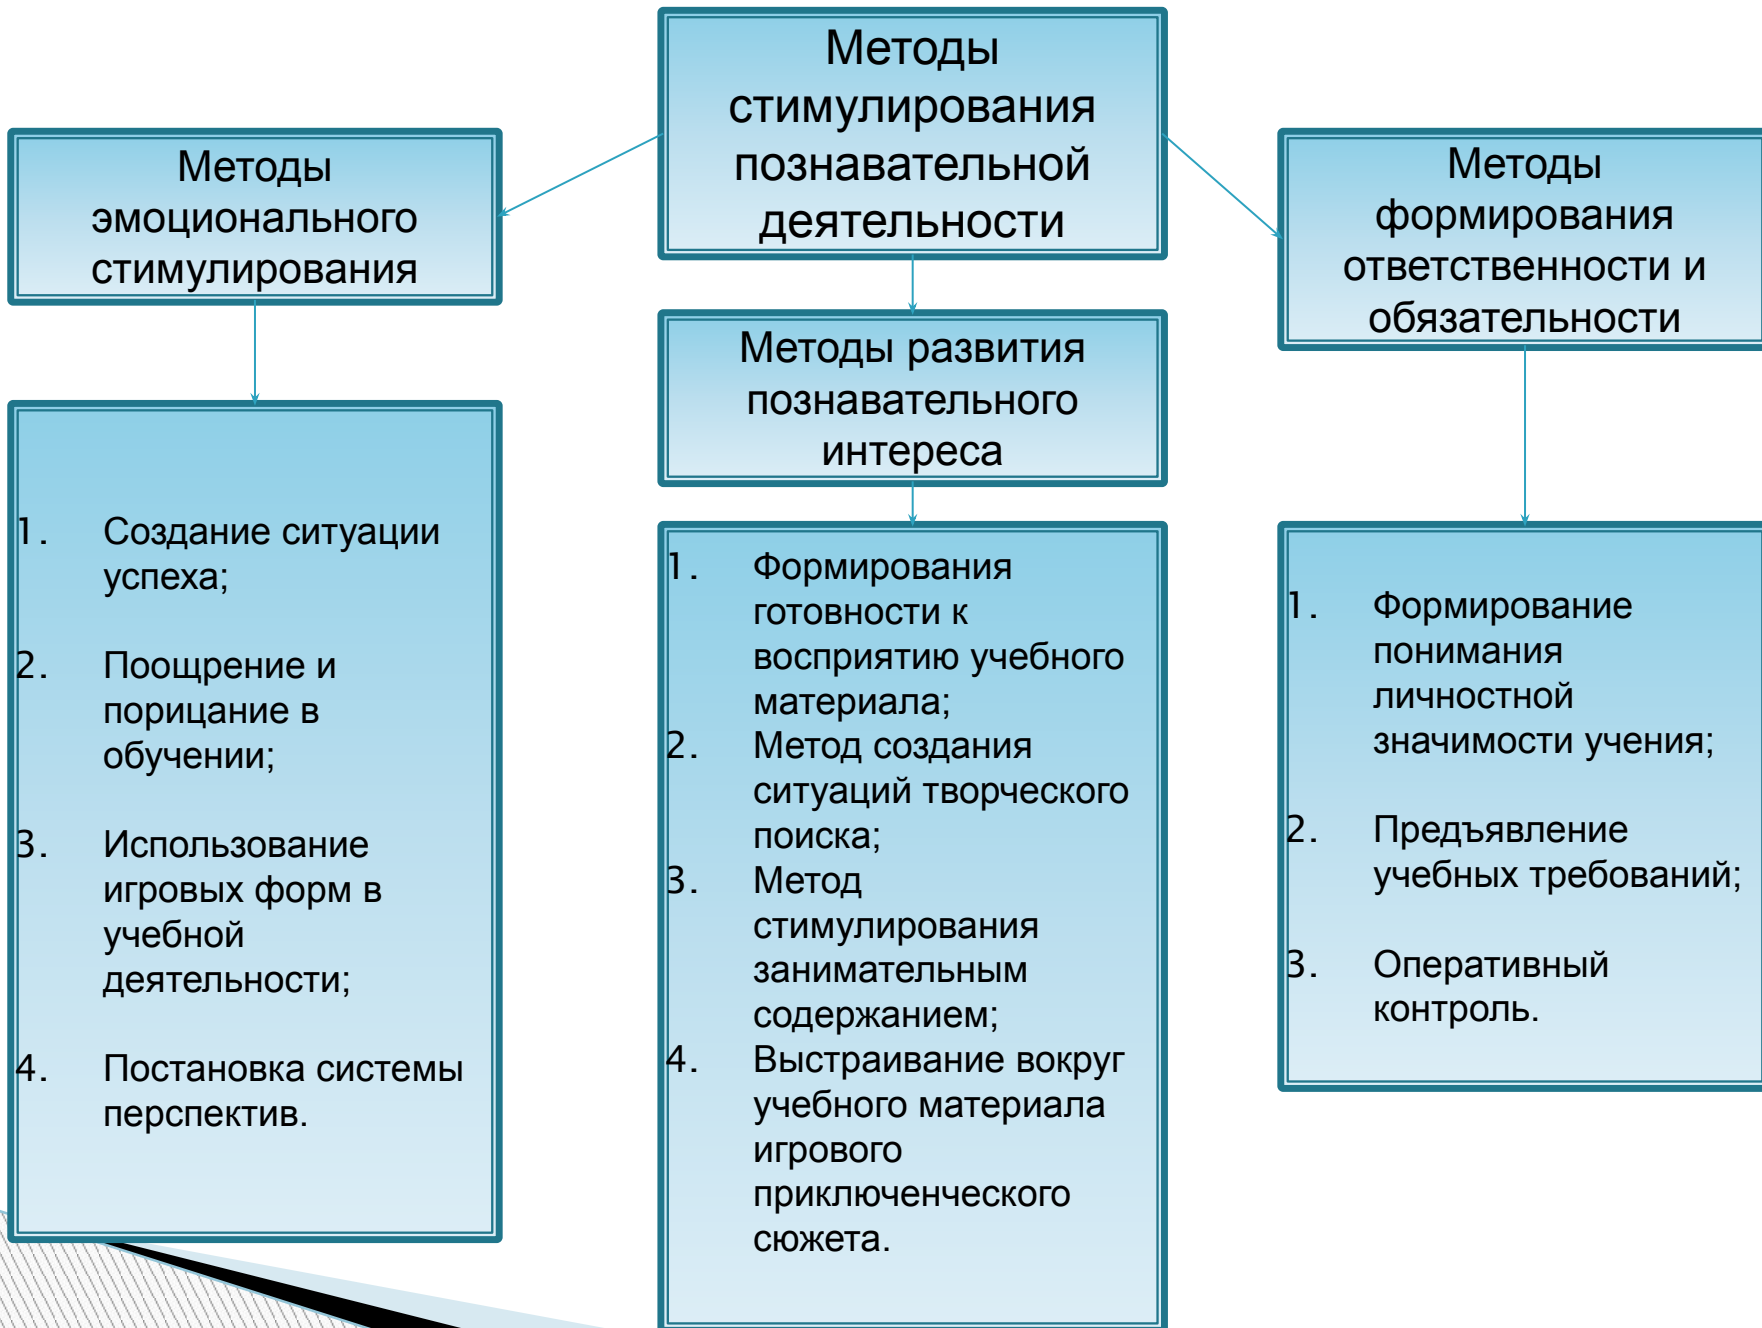 Методы
стимулирования
познавательной
деятельности
Методы
эмоционального
стимулирования
Методы
формирования
ответственности и
обязательности
Методы развития
познавательного
интереса
1. Создание ситуации
успеха;
2. Поощрение и
порицание в
обучении;
3. Использование
игровых форм в
учебной
деятельности;
4. Постановка системы
перспектив.
1. Формирования
готовности к
восприятию учебного
материала;
2. Метод создания
ситуаций творческого
поиска;
3. Метод
стимулирования
занимательным
содержанием;
4. Выстраивание вокруг
учебного материала
игрового
приключенческого
сюжета.
1. Формирование
понимания
личностной
значимости учения;
2. Предъявление
учебных требований;
3. Оперативный
контроль.